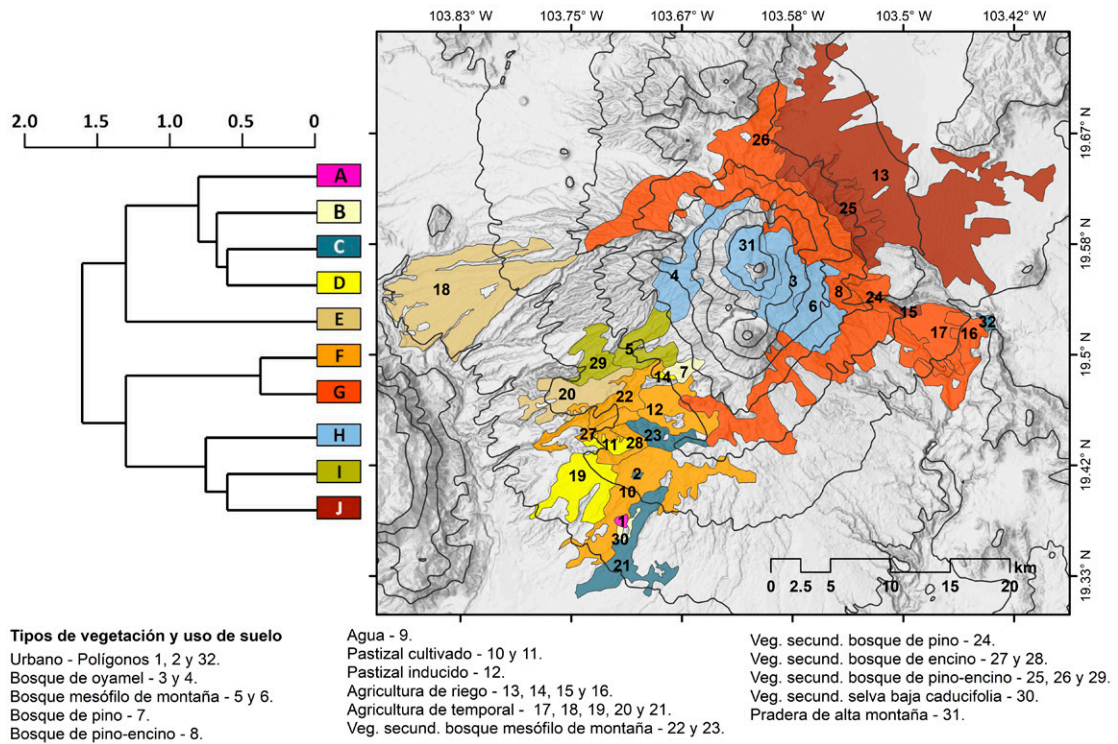 103.83° W 103.75° W 103.67 W 103.58 W 103.5° W 103.42 W
2.0 1.5 1.0 0.5 0
A
B
C
D
E
F
G
H
I
J
26
13
25
31
4
3
8
6
24
18
15
17
16
32
5
29
7
14
20
22
12
27
11
28
23
19
2
10
1
30
21
19.67° N
19.58° N
19.5° N
19.42° N
19.33° N
km
0 2.5 5 10 15 20
Tipos de vegetación y uso de suelo
Urbano - Polígonos 1, 2 y 32.
Bosque de oyamel - 3 y 4.
Bosque mesófilo de montaña - 5 y 6.
Bosque de pino - 7.
Bosque de pino-encino - 8.
Agua - 9.
Pastizal cultivado - 10 y 11.
Pastizal inducido - 12.
Agricultura de riego - 13, 14, 15 y 16.
Agricultura de temporal - 17, 18, 19, 20 y 21.
Veg. secund. bosque mesófilo de montaña - 22 y 23.
Veg. secund. bosque de pino - 24.
Veg. secund. bosque de encino - 27 y 28.
Veg. secund. bosque de pino-encino - 25, 26 y 29.
Veg. secund. selva baja caducifolia - 30.
Pradera de alta montaña - 31.